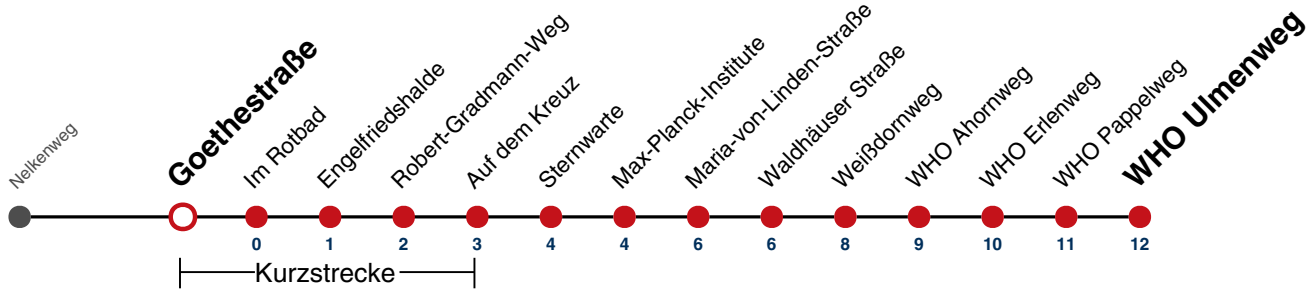 Nelkenweg
Goethestraße
Im Rotbad
Engelfriedshalde
Robert-Gradmann-Weg
Auf dem Kreuz
Sternwarte
Max-Planck-Institute
Maria-von-Linden-Straße
Waldhäuser Straße
Weißdornweg
WHO Ahornweg
WHO Erlenweg
WHO Pappelweg
WHO Ulmenweg
0 1 2 3 4 4 6 6 8 9 10 11 12
Kurzstrecke